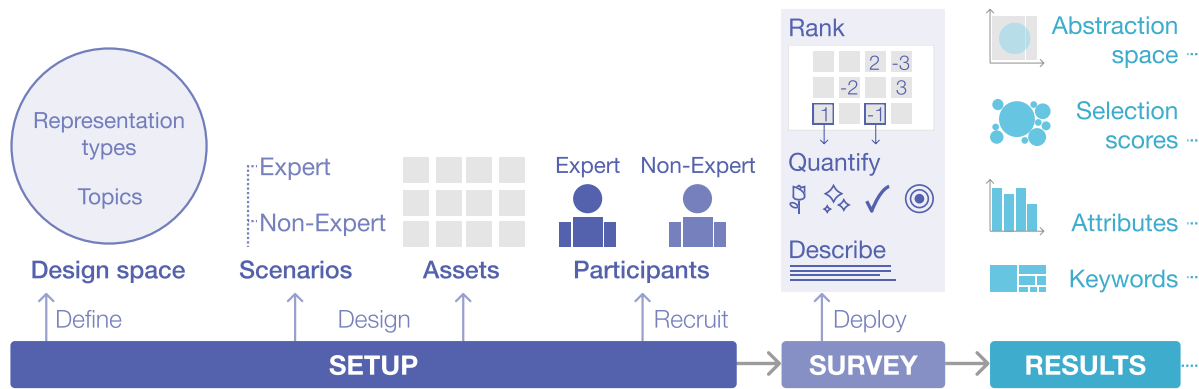 Representation
types
Topics
Design space
Define
Expert
Non-Expert
Scenarios
Design
Assets
Expert
Non-Expert
Participants
Recruit
SETUP
Rank
2 -3
-2 3
1 -1
Quantify
Describe
Deploy
SURVEY
Abstraction
space
Selection
scores
Attributes
Keywords
RESULTS